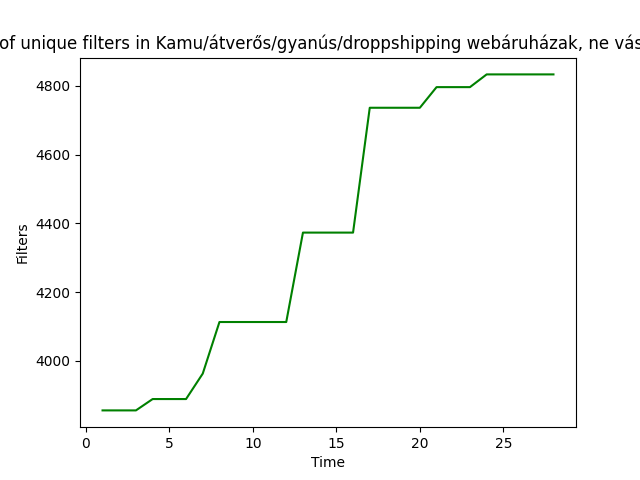 of unique filters in Kamu/átverős/gyanús/droppshipping webáruházak, ne vás
4800
4600
4400
4200
4000
Filters
0 5 10 15 20 25
Time